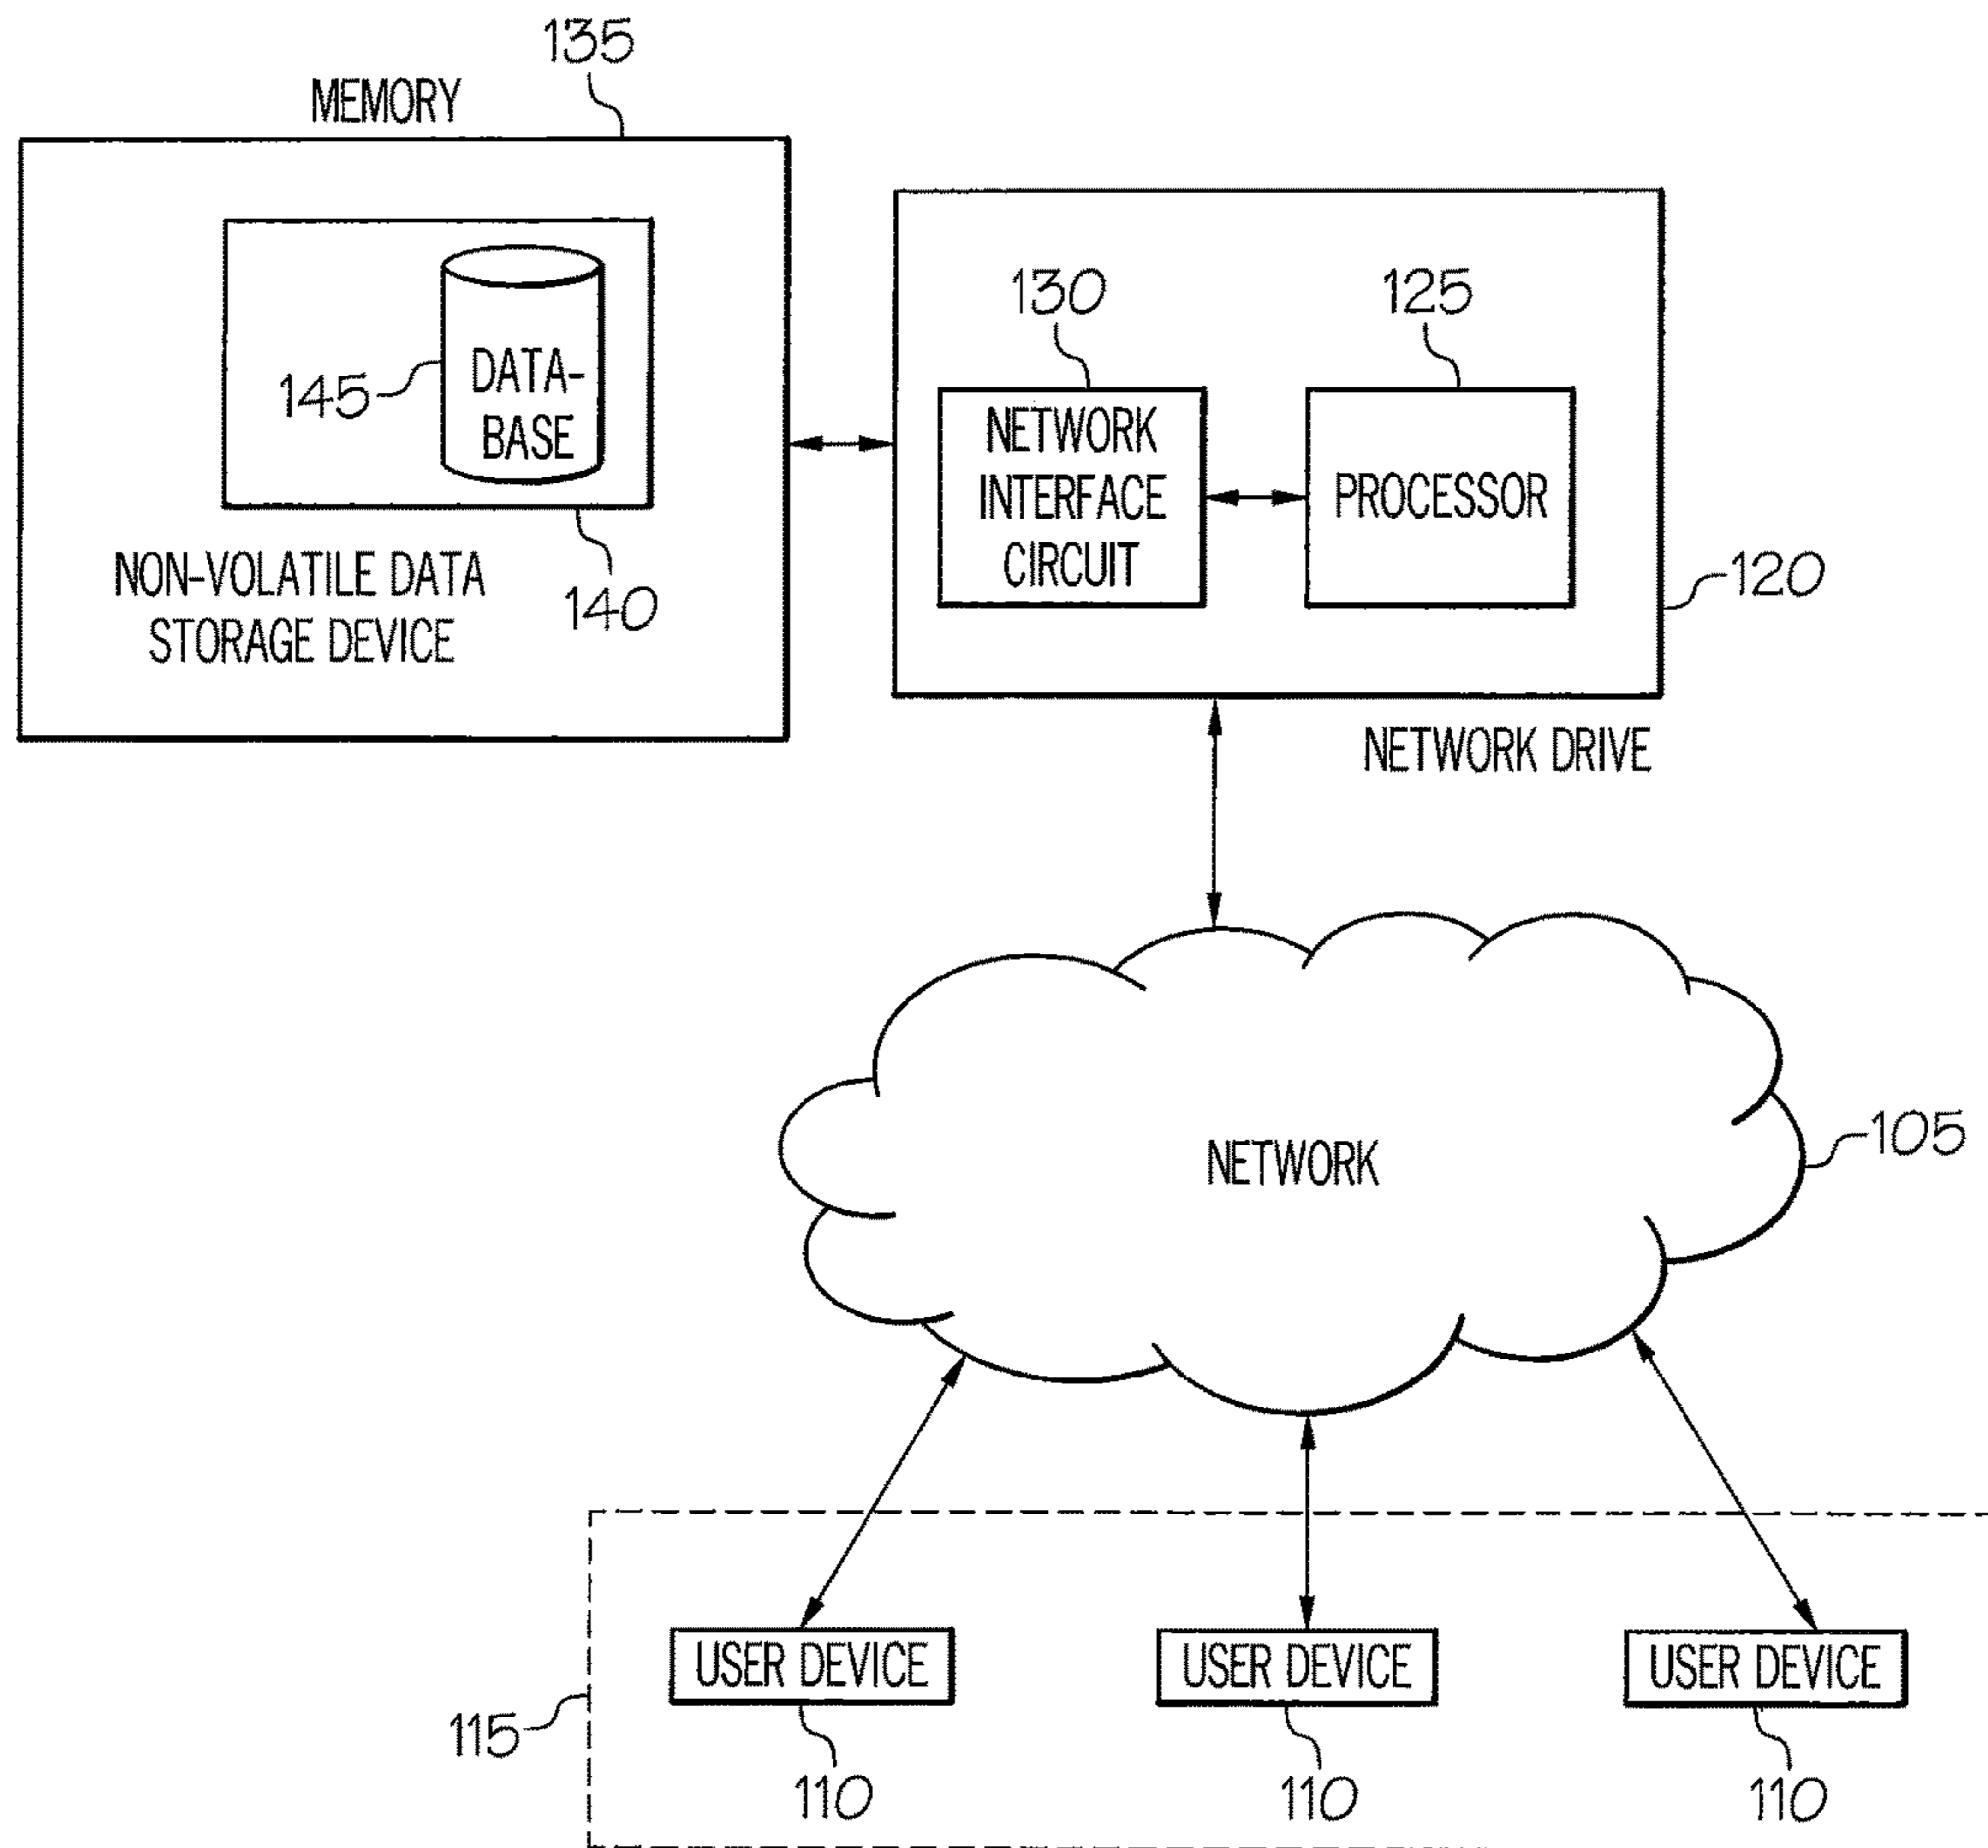 135
MEMORY
130
125
145
DATA-
BASE
NETWORK
INTERFACE
CIRCUIT
PROCESSOR
NON-VOLATILE DATA
STORAGE DEVICE
140
120
NETWORK DRIVE
NETWORK
105
USER DEVICE
USER DEVICE
USER DEVICE
115
110
110
110